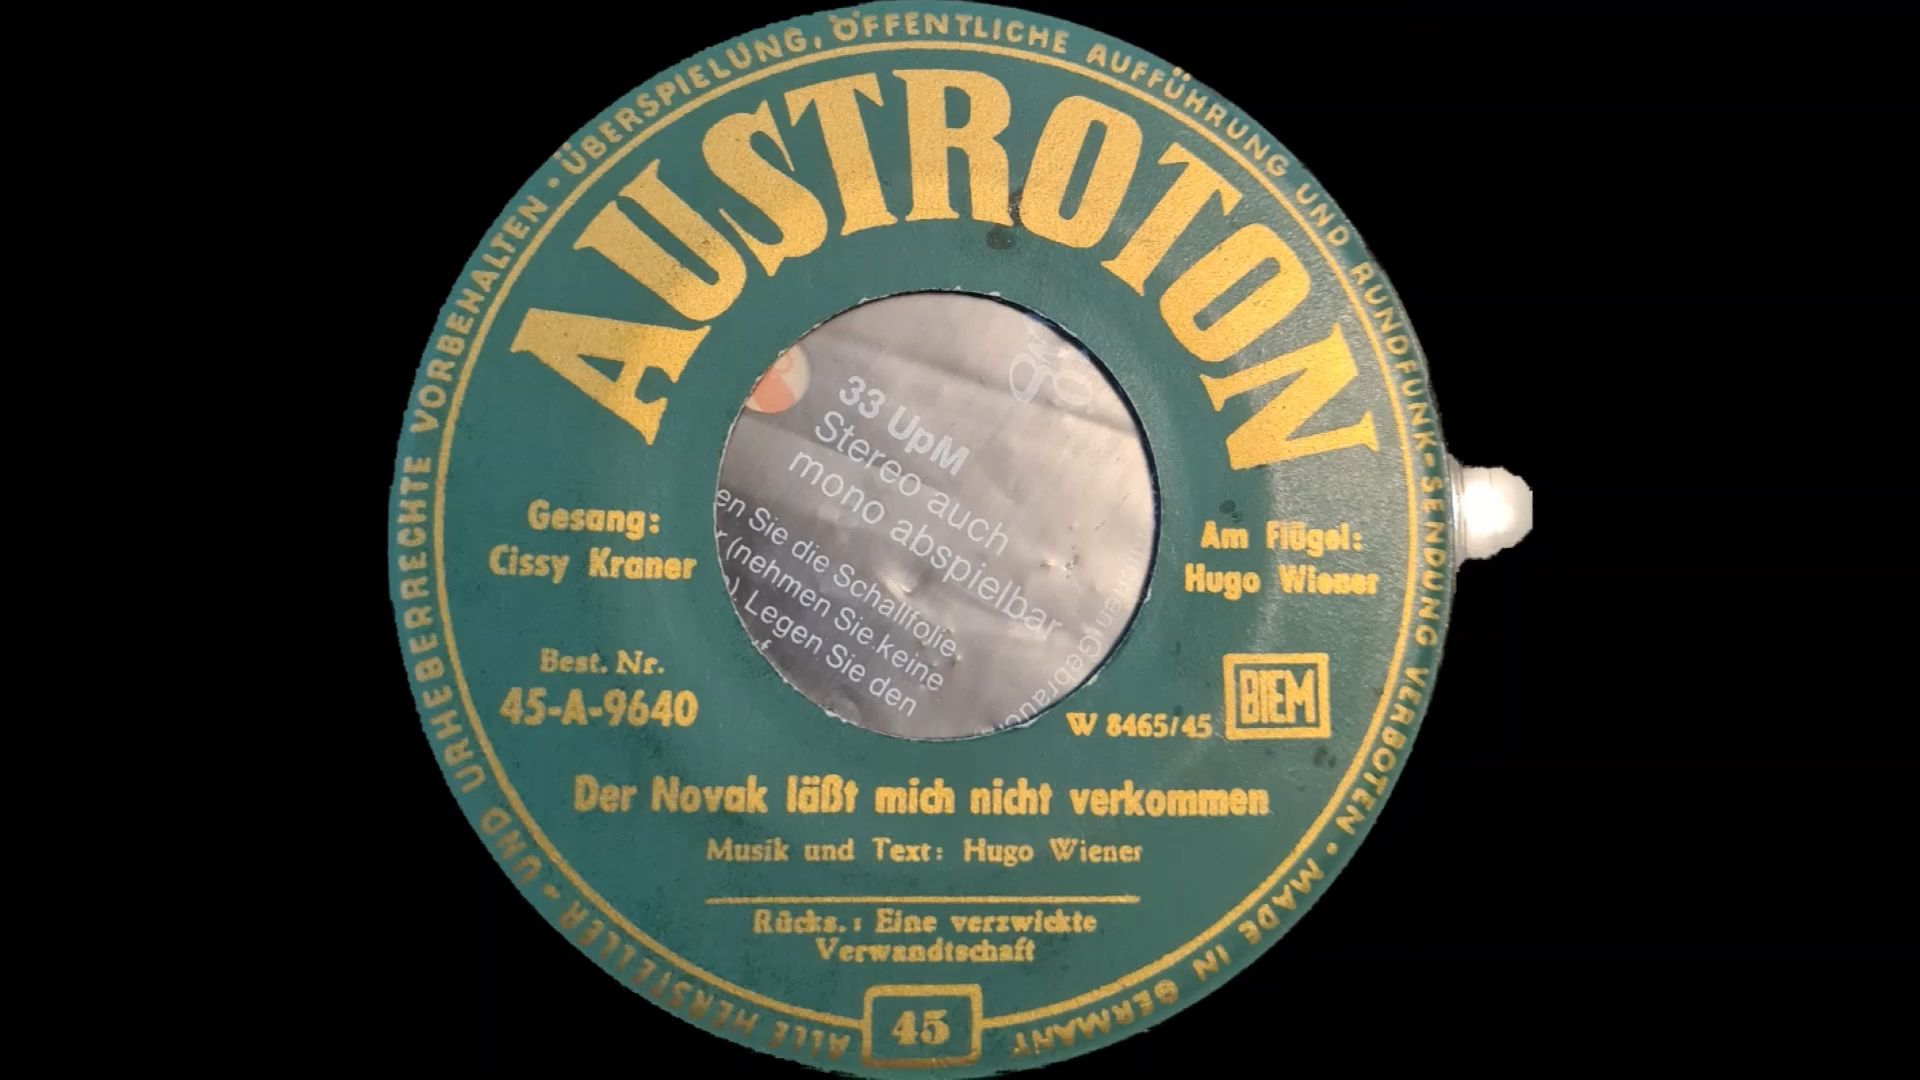 ALLE HERSTELLER- UND URHEBERRECHTE VORBEHALTEN · ÜBERSPIELUNG, ÖFFENTLICHE AUFFÜHRUNG UND RUNDFUNK-SENDUNG VERBOTEN · MADE IN GERMANY
AUSTROTON
33 UpM
Stereo auch
mono abspielbar
en Sie die Schallfolie,
r (nehmen Sie keine
). Legen Sie den
Gesang:
Cissy Kraner
Am Flügel:
Hugo Wiener
Best. Nr.
45-A-9640
W 8465/45
BIEM
Der Novak läßt mich nicht verkommen
Musik und Text: Hugo Wiener
Rücks.: Eine verzwickte
Verwandtschaft
45